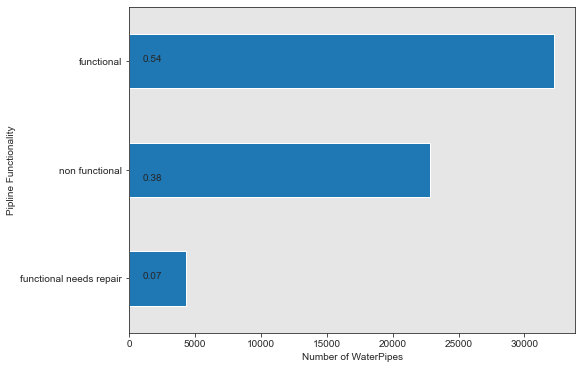 functional
0.54
non functional
0.38
functional needs repair
0.07
Pipline Functionality
0
5000
10000
15000
20000
25000
30000
Number of WaterPipes